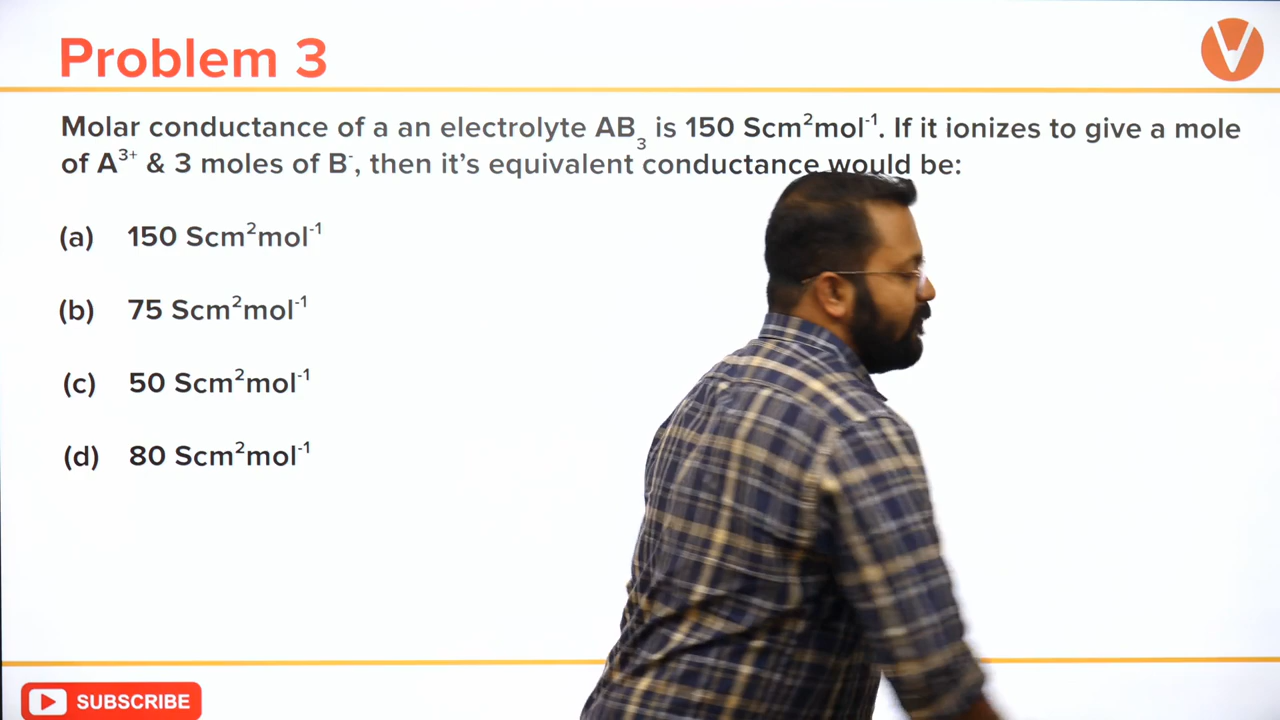 Problem 3
Molar conductance of a an electrolyte AB₃ is 150 Scm²mol⁻¹. If it ionizes to give a mole
of A³⁺ & 3 moles of B⁻, then it's equivalent conductance would be:
(a) 150 Scm²mol⁻¹
(b) 75 Scm²mol⁻¹
(c) 50 Scm²mol⁻¹
(d) 80 Scm²mol⁻¹
SUBSCRIBE